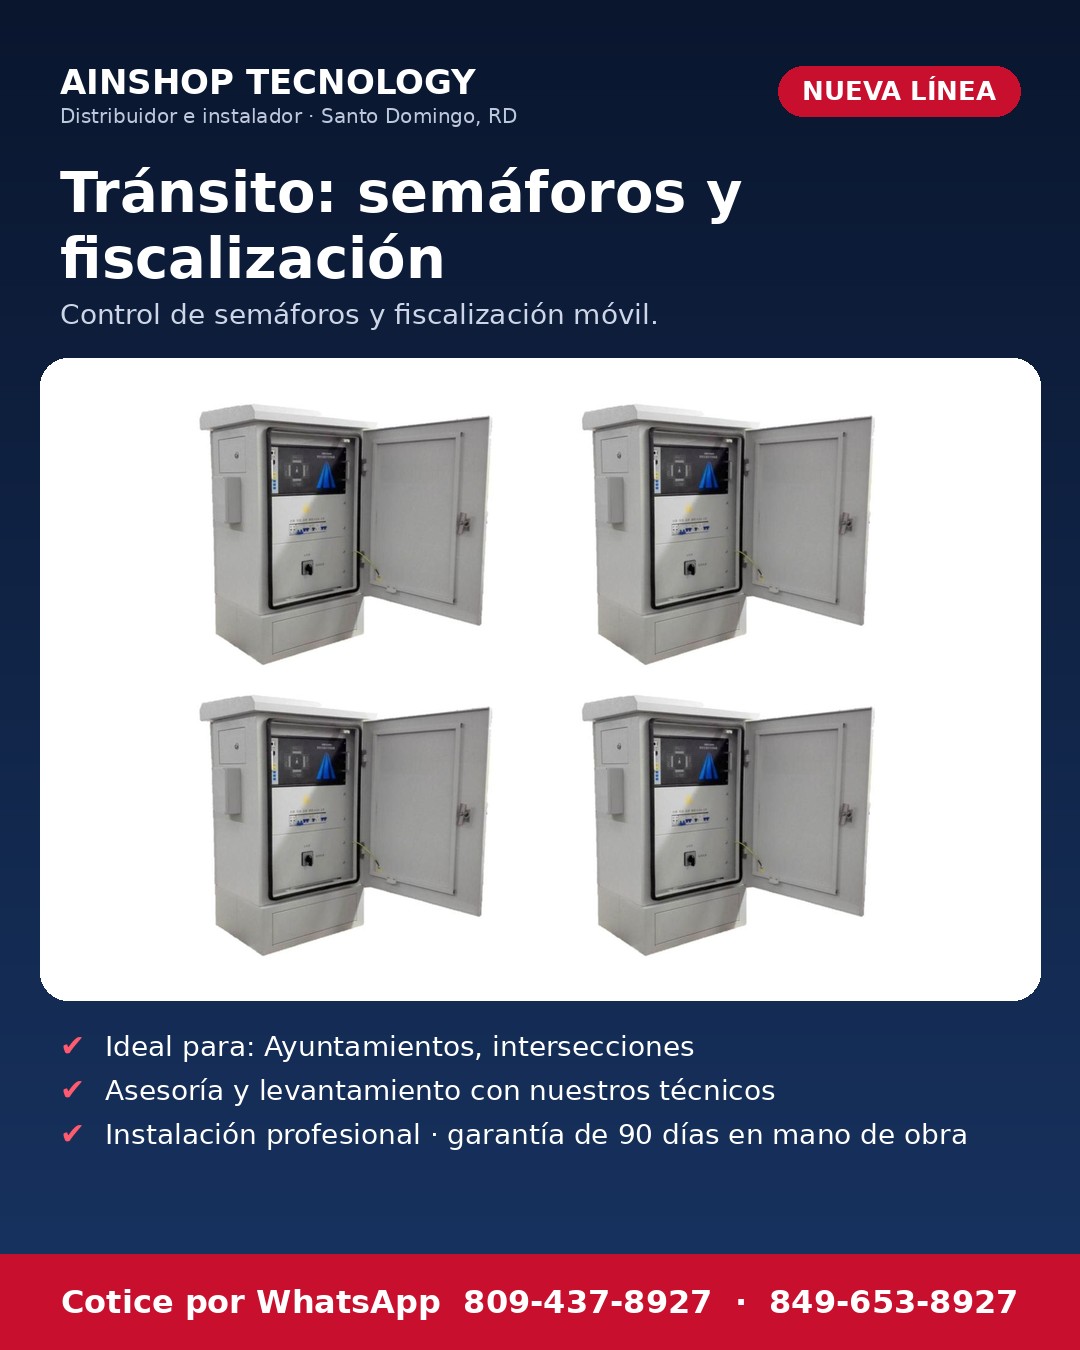 AINSHOP TECNOLOGY
NUEVA LÍNEA
Distribuidor e instalador · Santo Domingo, RD
Tránsito: semáforos y
fiscalización
Control de semáforos y fiscalización móvil.
✔ Ideal para: Ayuntamientos, intersecciones
✔ Asesoría y levantamiento con nuestros técnicos
✔ Instalación profesional · garantía de 90 días en mano de obra
Cotice por WhatsApp 809-437-8927 · 849-653-8927